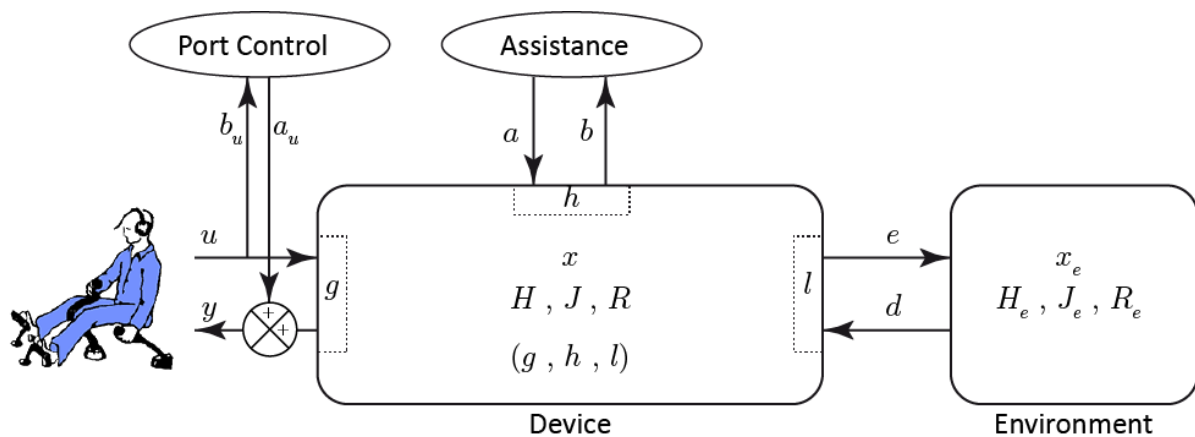 Port Control
Assistance
b_u
a_u
a
b
h
u
g
x
l
e
x_e
H , J , R
H_e , J_e , R_e
y
+
+
d
(g , h , l)
Device
Environment